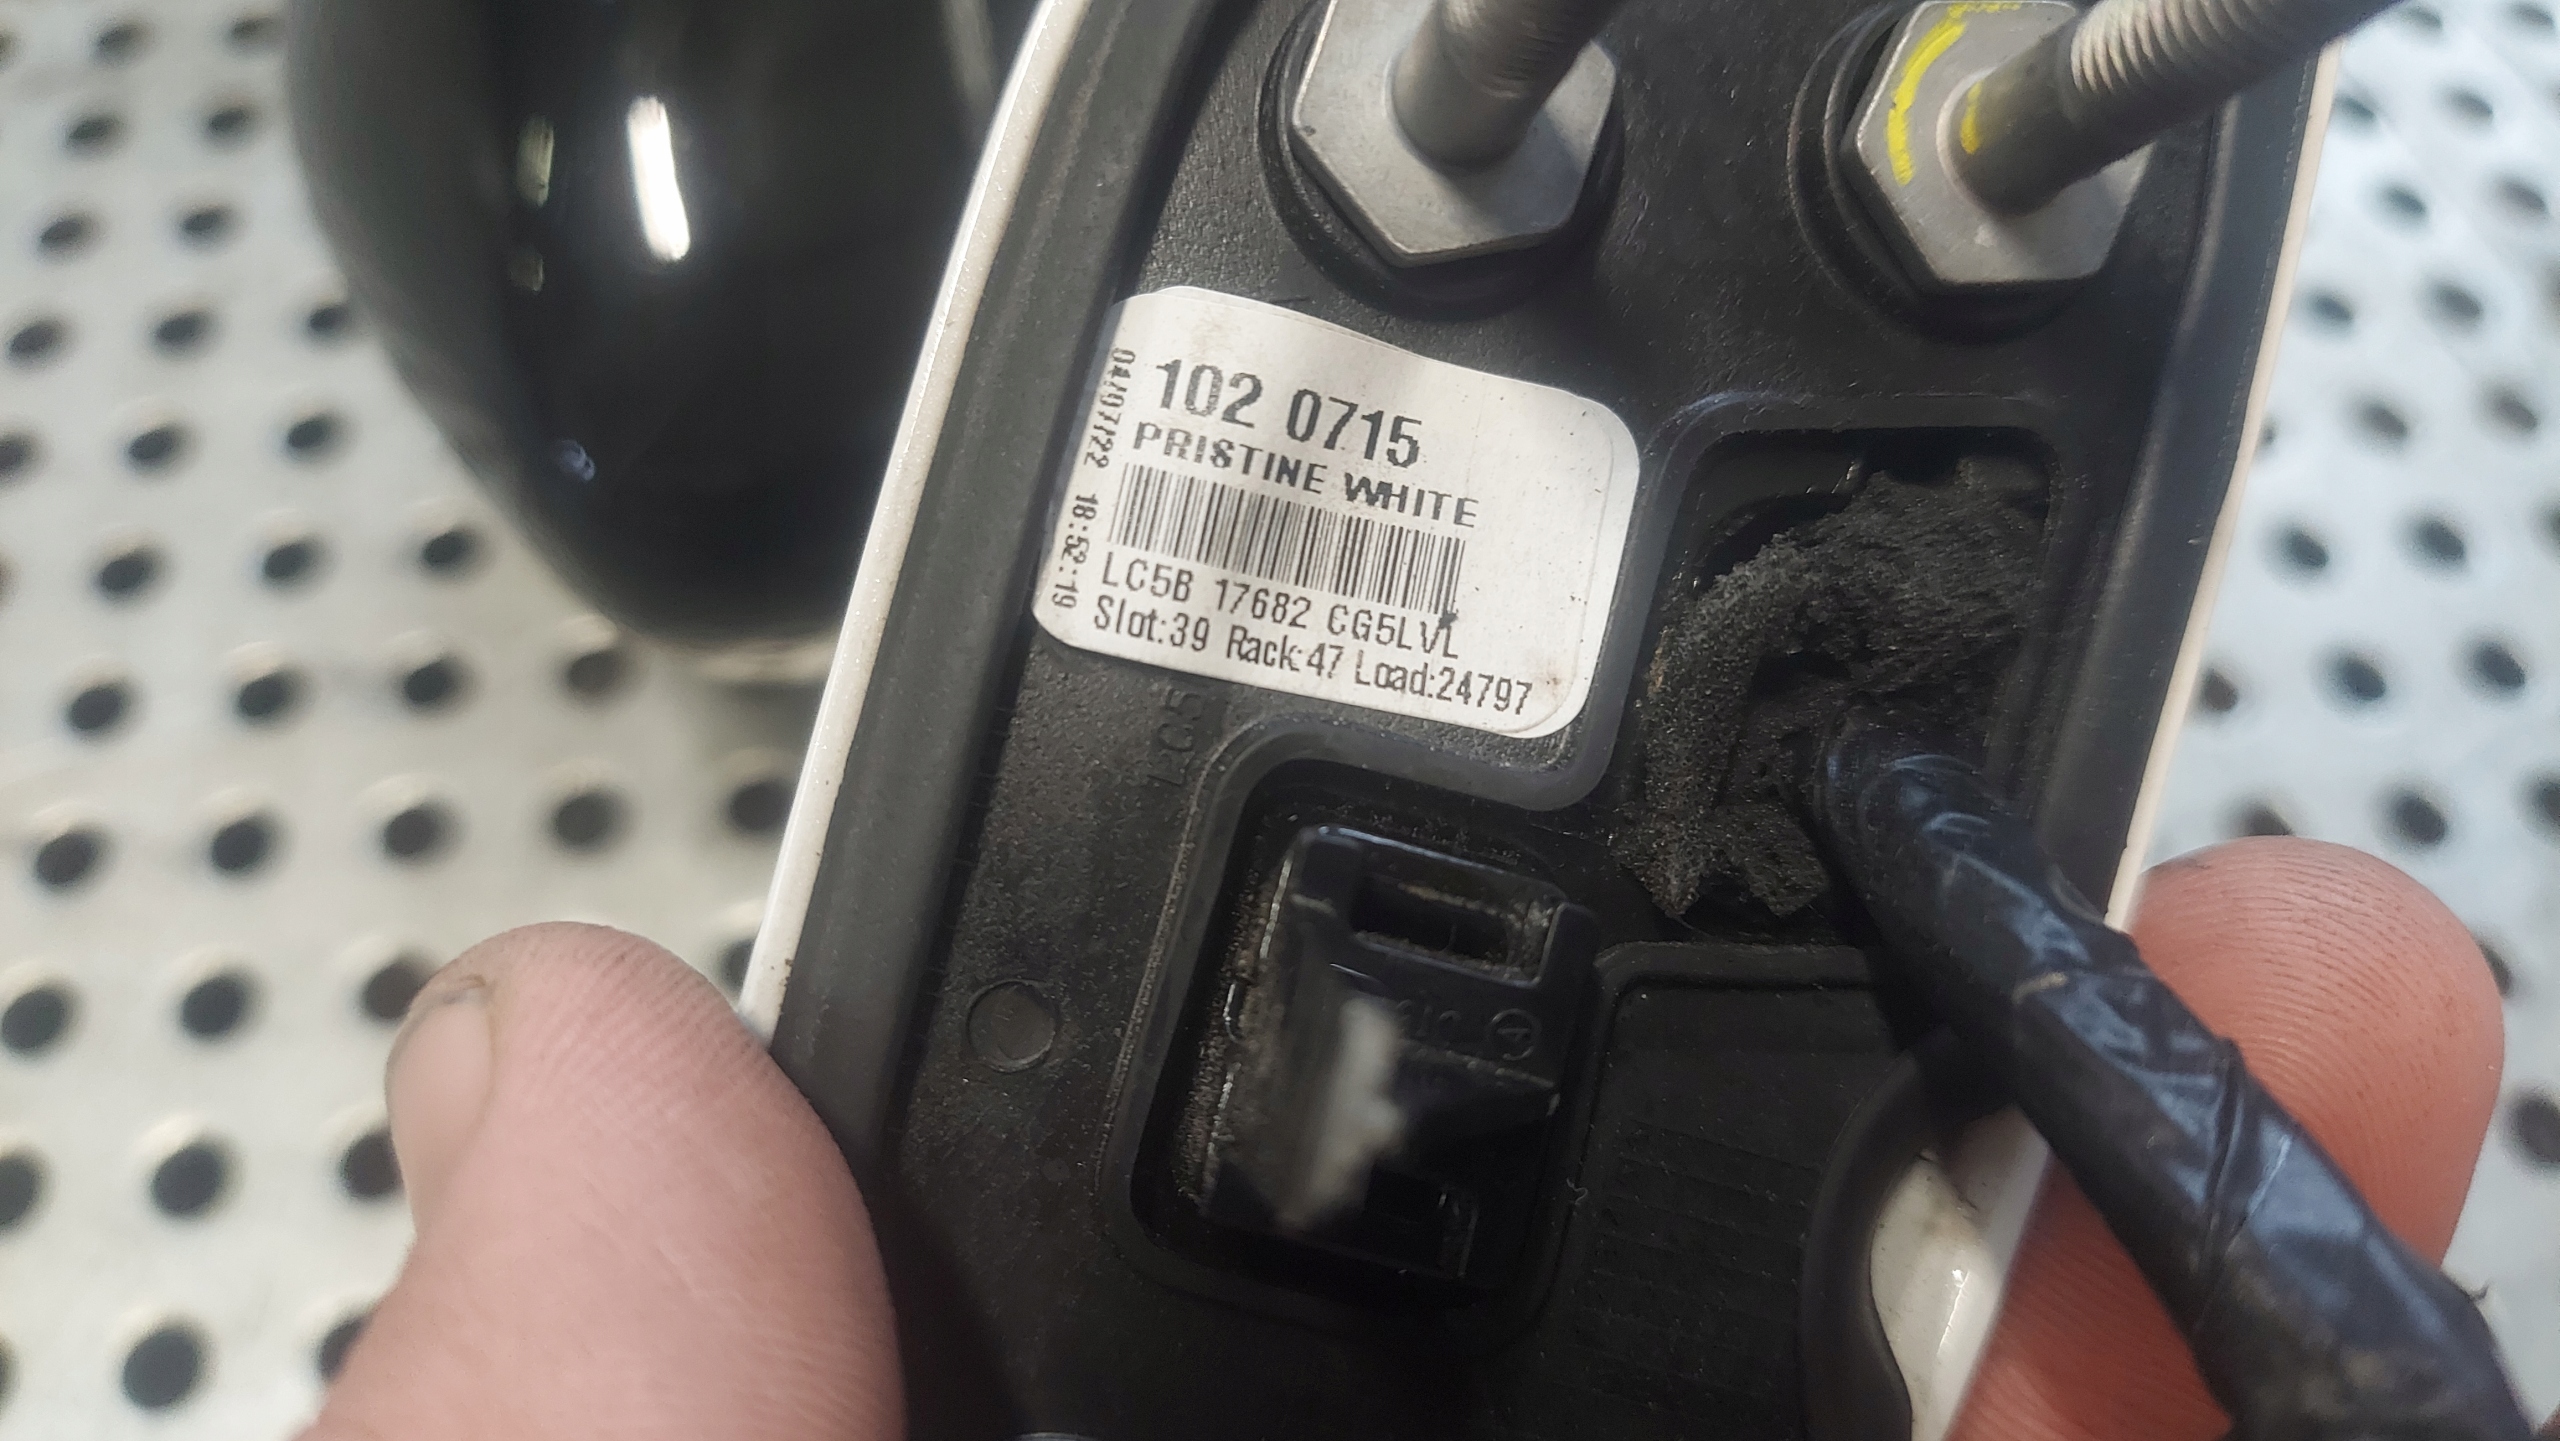 102 0715
PRISTINE WHITE
LC5B 17682 CG5LVL
Slot:39 Rack:47 Load:24797
04/07/22 18:52:19
LC5